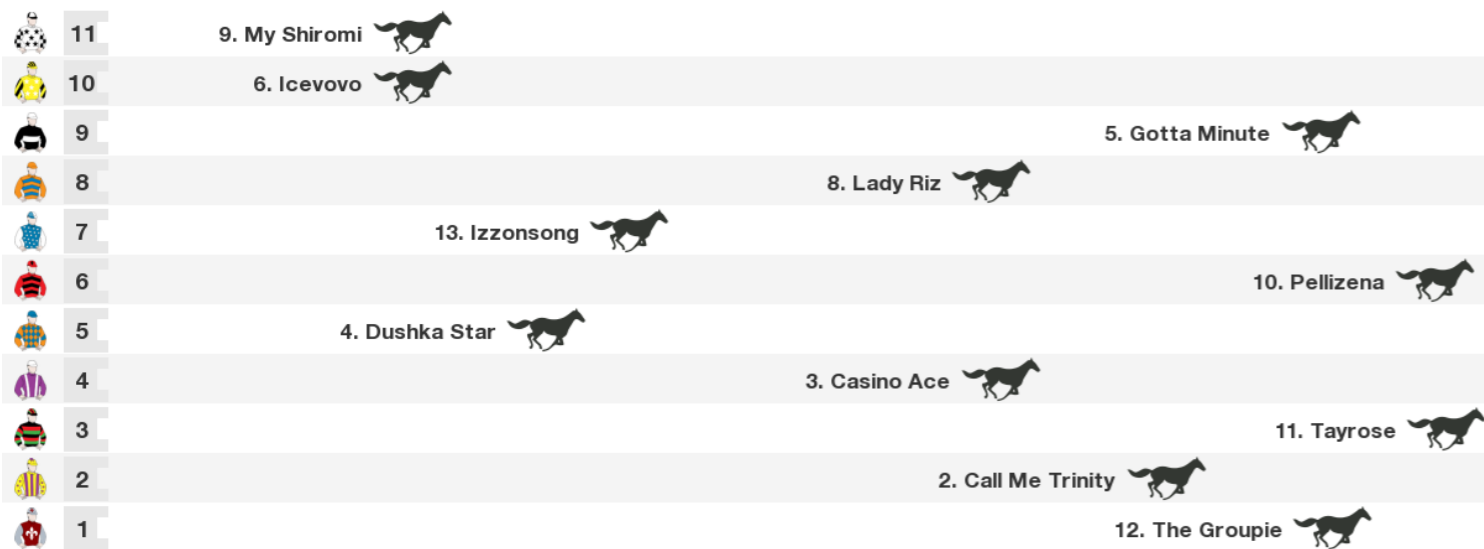 11 9. My Shiromi
10 6. Icevovo
9 5. Gotta Minute
8 8. Lady Riz
7 13. Izzonsong
6 10. Pellizena
5 4. Dushka Star
4 3. Casino Ace
3 11. Tayrose
2 2. Call Me Trinity
1 12. The Groupie